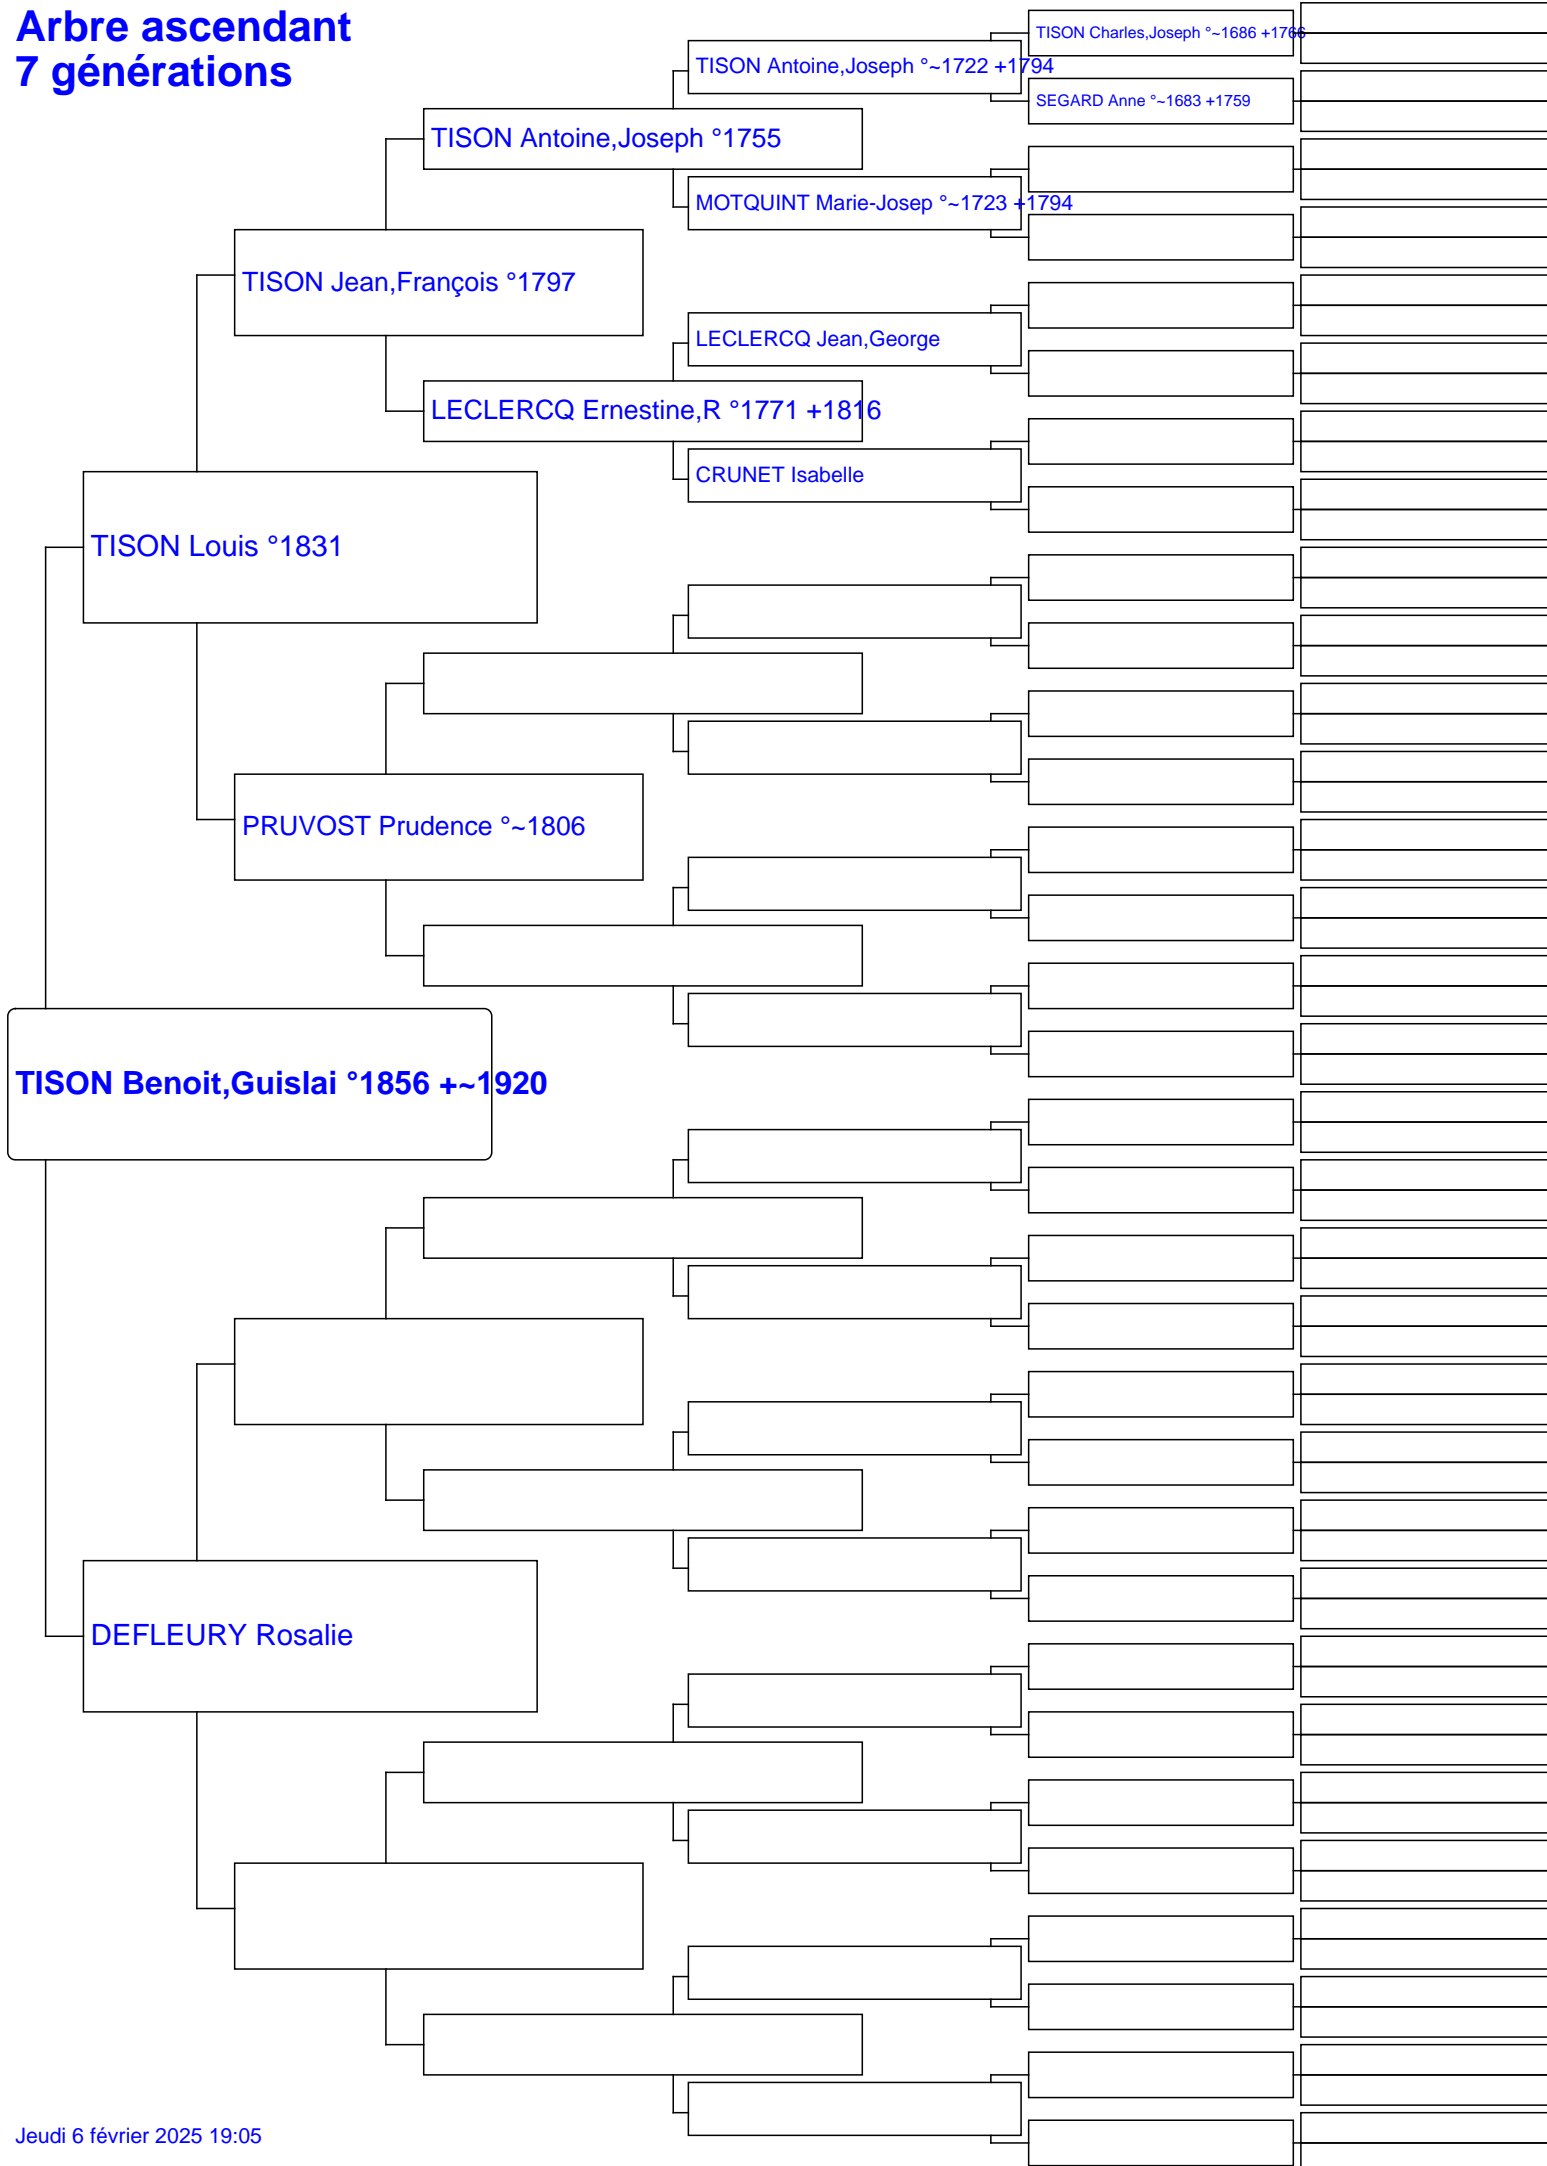 Arbre ascendant
7 générations
TISON Charles,Joseph °~1686 +1766
TISON Antoine,Joseph °~1722 +1794
SEGARD Anne °~1683 +1759
TISON Antoine,Joseph °1755
MOTQUINT Marie-Josep °~1723 +1794
TISON Jean,François °1797
LECLERCQ Jean,George
LECLERCQ Ernestine,R °1771 +1816
CRUNET Isabelle
TISON Louis °1831
PRUVOST Prudence °~1806
TISON Benoit,Guislai °1856 +~1920
DEFLEURY Rosalie
Jeudi 6 février 2025 19:05